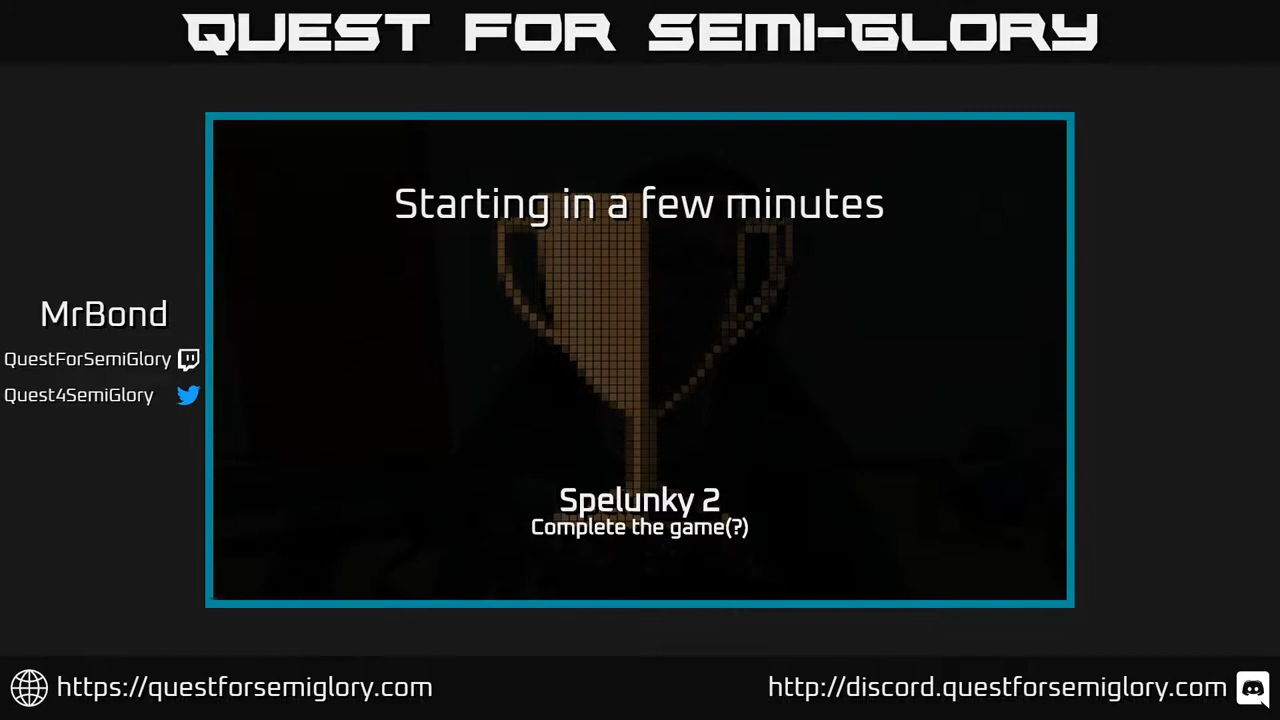 QUEST FOR SEMI-GLORY
Starting in a few minutes
MrBond
QuestForSemiGlory
Quest4SemiGlory
Spelunky 2
Complete the game(?)
https://questforsemiglory.com
http://discord.questforsemiglory.com